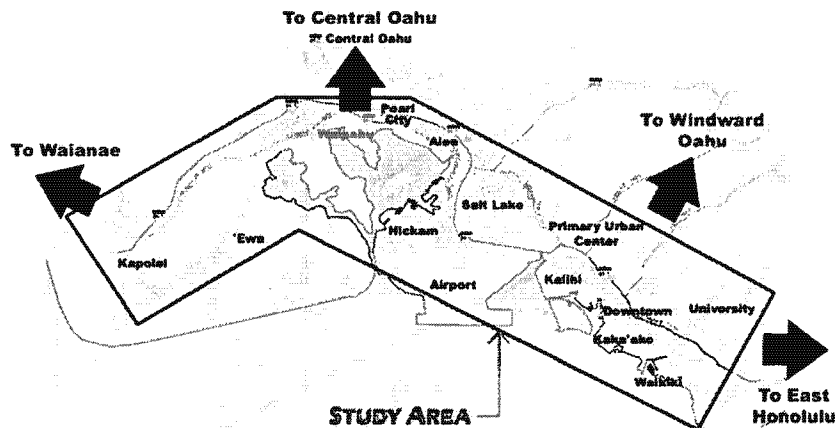 To Central Oahu
Central Oahu
To Waianae
Pearl
City
Waipahu
'Aiea
To Windward
Oahu
Salt Lake
Primary Urban
Center
'Ewa
Hickam
Kapolei
Airport
Kalihi
Downtown
University
Kaka'ako
Waikiki
To East
Honolulu
STUDY AREA